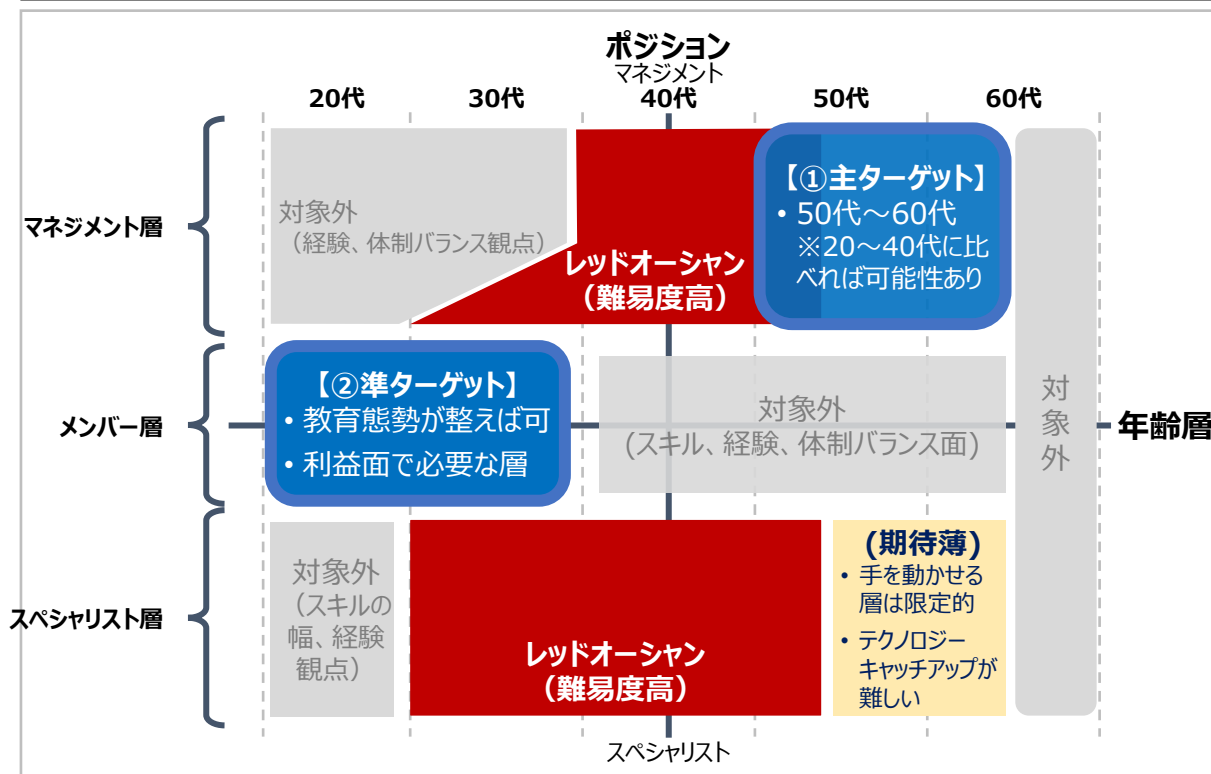 ポジション
マネジメント
20代
30代
40代
50代
60代
マネジメント層
対象外
（経験、体制バランス観点）
レッドオーシャン
（難易度高）
【①主ターゲット】
• 50代～60代
※20～40代に比
べれば可能性あり
メンバー層
【②準ターゲット】
• 教育態勢が整えば可
• 利益面で必要な層
対象外
(スキル、経験、体制バランス面)
対
象
外
年齢層
スペシャリスト層
対象外
（スキルの
幅、経験
観点）
レッドオーシャン
（難易度高）
(期待薄)
• 手を動かせる
層は限定的
• テクノロジー
キャッチアップが
難しい
スペシャリスト